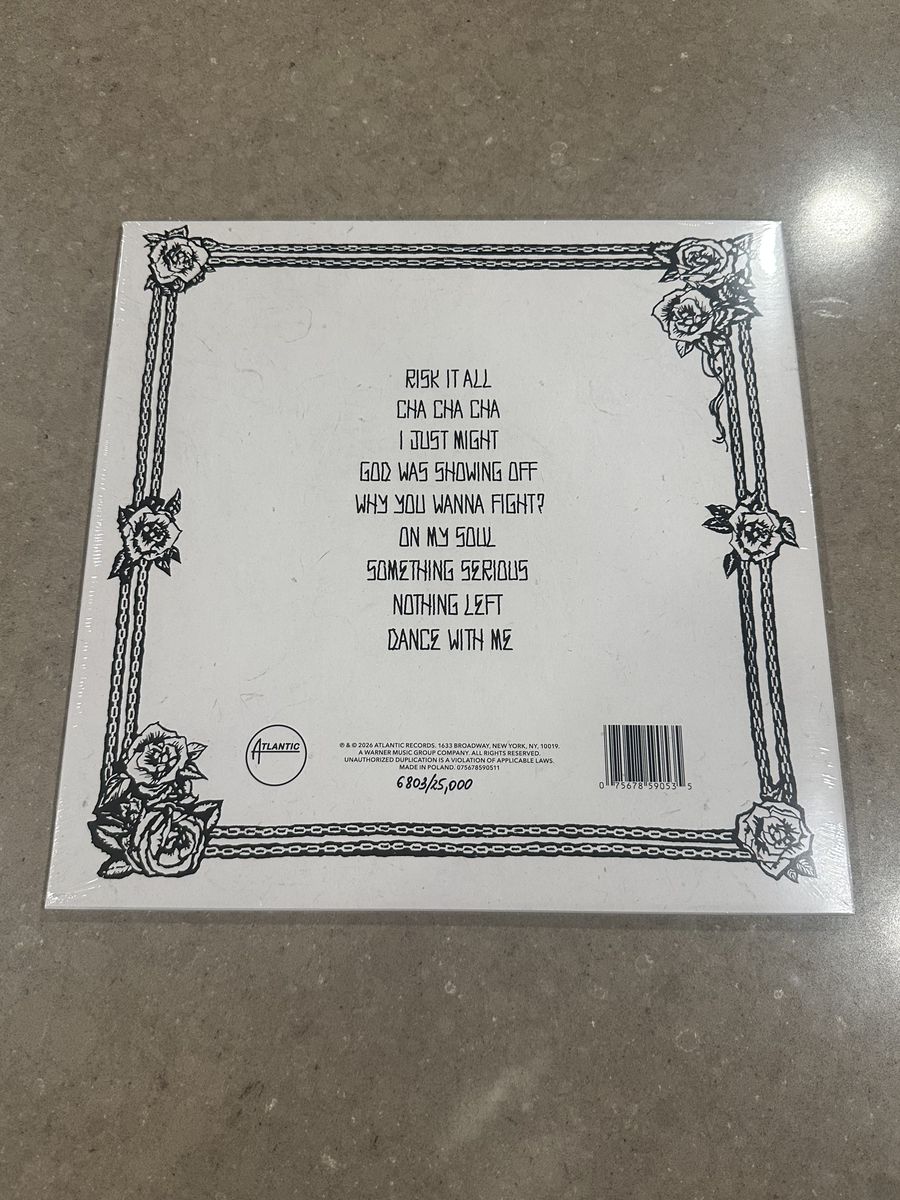 RISK IT ALL
CHA CHA CHA
I JUST MIGHT
GOD WAS SHOWING OFF
WHY YOU WANNA FIGHT?
ON MY SOUL
SOMETHING SERIOUS
NOTHING LEFT
DANCE WITH ME
ATLANTIC
℗ & © 2026 ATLANTIC RECORDS. 1633 BROADWAY, NEW YORK, NY, 10019.
A WARNER MUSIC GROUP COMPANY. ALL RIGHTS RESERVED.
UNAUTHORIZED DUPLICATION IS A VIOLATION OF APPLICABLE LAWS.
MADE IN POLAND. 075678590511
6803/25,000
0 75678 59053 5